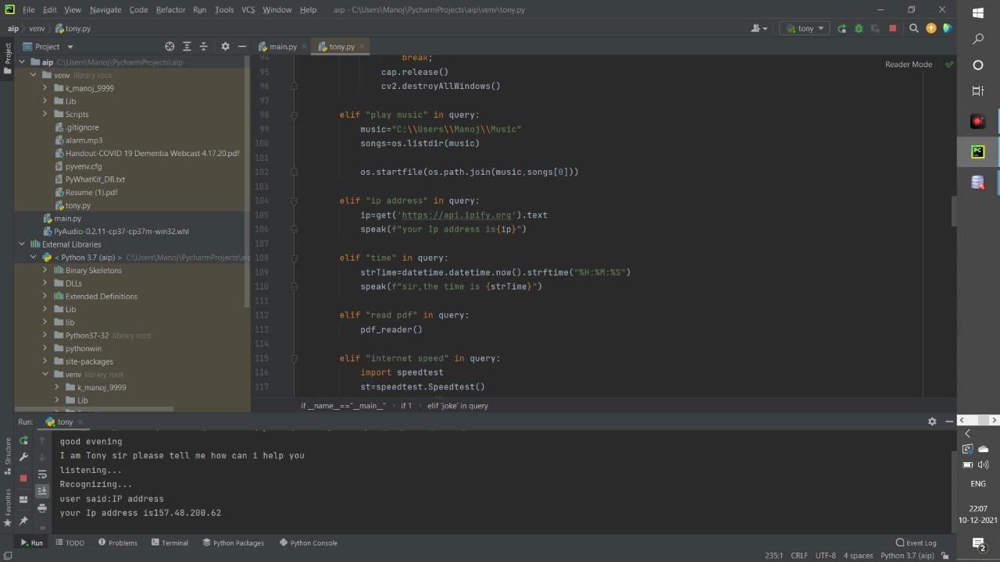 File Edit View Navigate Code Refactor Run Tools VCS Window Help aip - C:\Users\Manoj\PycharmProjects\aip\venv\tony.py
aip venv tony.py
tony
Project
main.py tony.py
Project
Reader Mode
aip C:\Users\Manoj\PycharmProjects\aip
venv library root
k_manoj_9999
Lib
Scripts
.gitignore
alarm.mp3
Handout-COVID 19 Dementia Webcast 4.17.20.pdf
pyvenv.cfg
PyWhatKit_DB.txt
Resume (1).pdf
tony.py
main.py
PyAudio-0.2.11-cp37-cp37m-win32.whl
External Libraries
< Python 3.7 (aip) > C:\Users\Manoj\PycharmProjects\aip
Binary Skeletons
DLLs
Extended Definitions
Lib
lib
Python37-32 library root
pythonwin
site-packages
venv library root
k_manoj_9999
Lib
94 break;
95 cap.release()
96 cv2.destroyAllWindows()
97
98 elif "play music" in query:
99 music="C:\\Users\\Manoj\\Music"
100 songs=os.listdir(music)
101
102 os.startfile(os.path.join(music,songs[0]))
103
104 elif "ip address" in query:
105 ip=get('https://api.ipify.org').text
106 speak(f"your Ip address is{ip}")
107
108 elif "time" in query:
109 strTime=datetime.datetime.now().strftime("%H:%M:%S")
110 speak(f"sir,the time is {strTime}")
111
112 elif "read pdf" in query:
113 pdf_reader()
114
115 elif "internet speed" in query:
116 import speedtest
117 st=speedtest.Speedtest()
if __name__=="__main__" if 1 elif 'joke' in query
Run: tony
good evening
I am Tony sir please tell me how can i help you
listening...
Recognizing...
user said:IP address
your Ip address is157.48.200.62
Structure
Favorites
Run TODO Problems Terminal Python Packages Python Console Event Log
235:1 CRLF UTF-8 4 spaces Python 3.7 (aip)
PC
ENG
22:07
10-12-2021
2